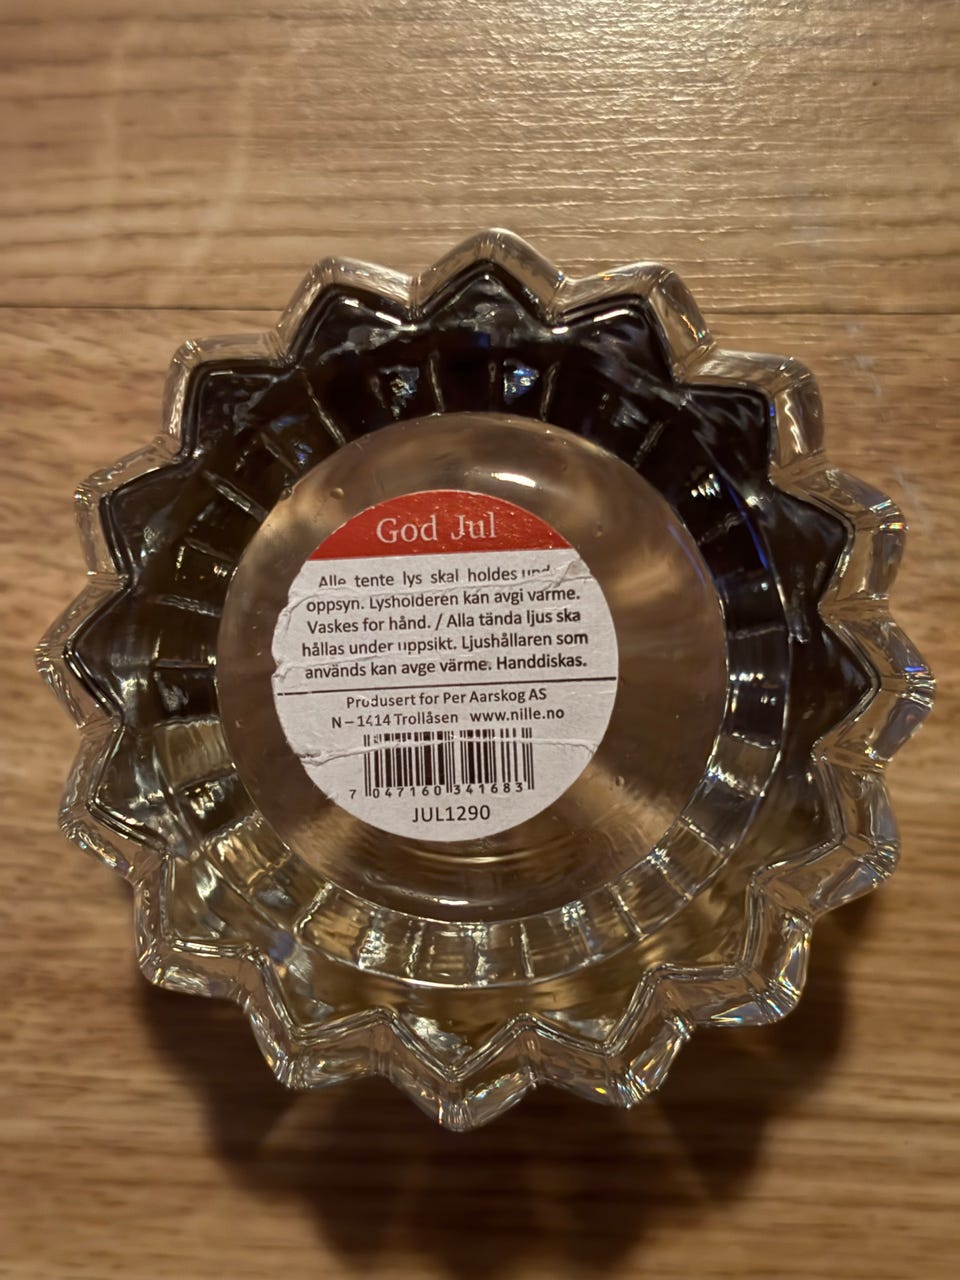 God Jul
Alle tente lys skal holdes und
oppsyn. Lysholderen kan avgi varme.
Vaskes for hånd. / Alla tända ljus ska
hållas under uppsikt. Ljushållaren som
används kan avge värme. Handdiskas.
Produsert for Per Aarskog AS
N – 1414 Trollåsen www.nille.no
7 047160 341683
JUL1290